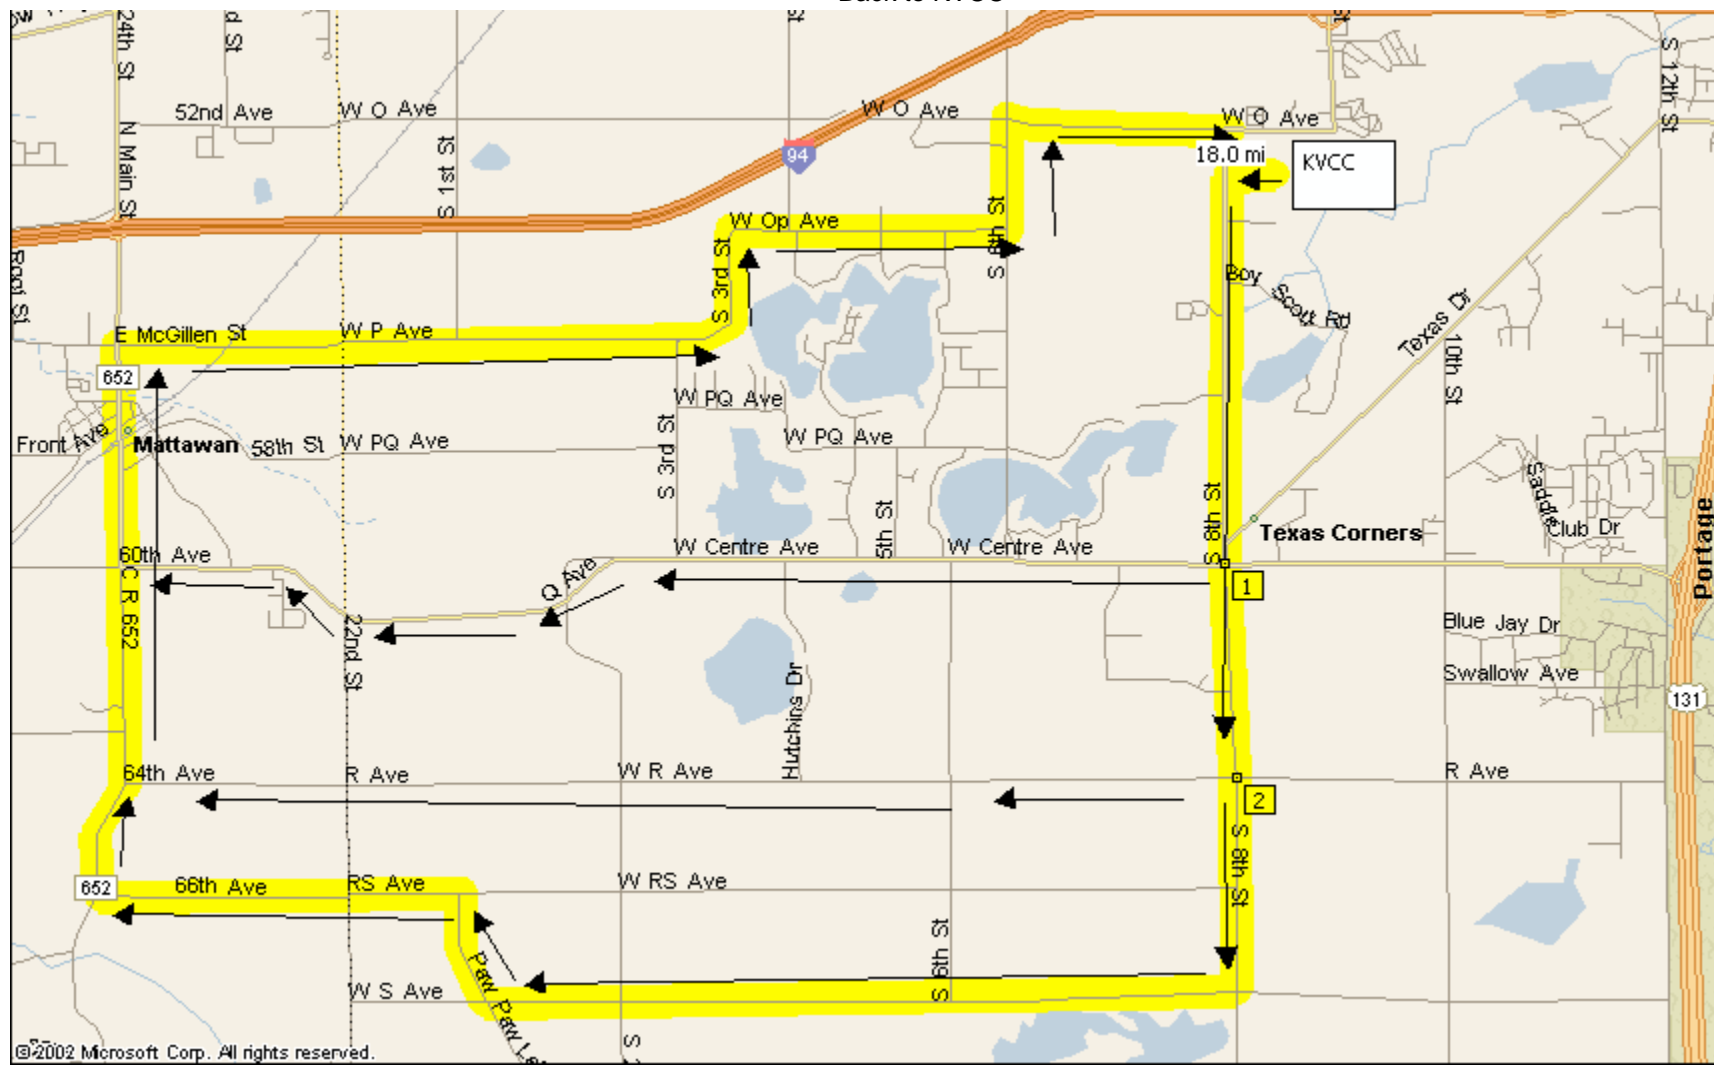 24th St
52nd Ave
W O Ave
W O Ave
W O Ave
S 12th St
N Main St
S 1st St
94
18.0 mi
KVCC
W Op Ave
S 6th St
S 3rd St
Boy Scott Rd
Texas Dr
10th St
E McGillen St
W P Ave
652
W PQ Ave
Front Ave
Mattawan
58th St
W PQ Ave
W PQ Ave
S 3rd St
5th St
S 8th St
Texas Corners
Saddle
Club Dr
Portage
60th Ave
W Centre Ave
W Centre Ave
Q Ave
1
C R 652
22nd St
Blue Jay Dr
Swallow Ave
131
Hutchins Dr
64th Ave
R Ave
W R Ave
R Ave
2
S 8th St
652
66th Ave
RS Ave
W RS Ave
S 6th St
W S Ave
Paw Paw
©2002 Microsoft Corp. All rights reserved.